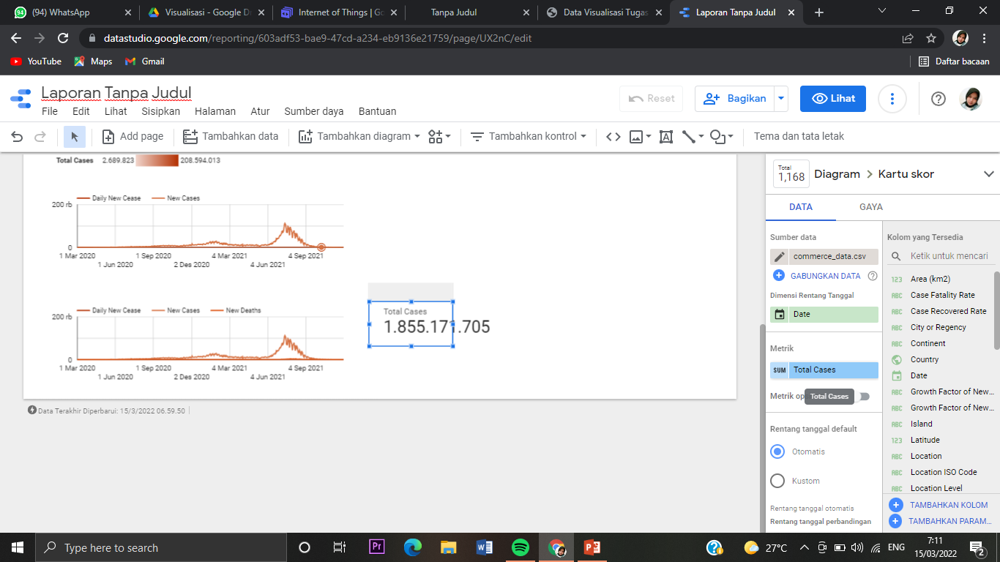 (94) WhatsApp
Visualisasi - Google D
Internet of Things | Go
Tanpa Judul
Data Visualisasi Tugas
Laporan Tanpa Judul
datastudio.google.com/reporting/603adf53-bae9-47cd-a234-eb9136e21759/page/UX2nC/edit
YouTube
Maps
Gmail
Daftar bacaan
Laporan Tanpa Judul
Reset
Bagikan
Lihat
File Edit Lihat Sisipkan Halaman Atur Sumber daya Bantuan
Add page
Tambahkan data
Tambahkan diagram
Tambahkan kontrol
Tema dan tata letak
Total Cases 2.689.823 208.594.013
Daily New Cease New Cases
200 rb
0
1 Mar 2020 1 Sep 2020 4 Mar 2021 4 Sep 2021
1 Jun 2020 2 Des 2020 4 Jun 2021
Daily New Cease New Cases New Deaths
200 rb
0
1 Mar 2020 1 Sep 2020 4 Mar 2021 4 Sep 2021
1 Jun 2020 2 Des 2020 4 Jun 2021
Total Cases
1.855.171.705
Data Terakhir Diperbarui: 15/3/2022 06.59.50
Total
1,168
Diagram > Kartu skor
DATA
GAYA
Sumber data
commerce_data.csv
GABUNGKAN DATA
Dimensi Rentang Tanggal
Date
Metrik
SUM Total Cases
Metrik op
Total Cases
Rentang tanggal default
Otomatis
Kustom
Rentang tanggal otomatis
Rentang tanggal perbandingan
Kolom yang Tersedia
Ketik untuk mencari
123 Area (km2)
ABC Case Fatality Rate
ABC Case Recovered Rate
ABC City or Regency
ABC Continent
Country
Date
ABC Growth Factor of New...
ABC Growth Factor of New...
ABC Island
123 Latitude
ABC Location
ABC Location ISO Code
ABC Location Level
TAMBAHKAN KOLOM
TAMBAHKAN PARAM...
Type here to search
Pr
27°C
ENG
7:11
15/03/2022
2